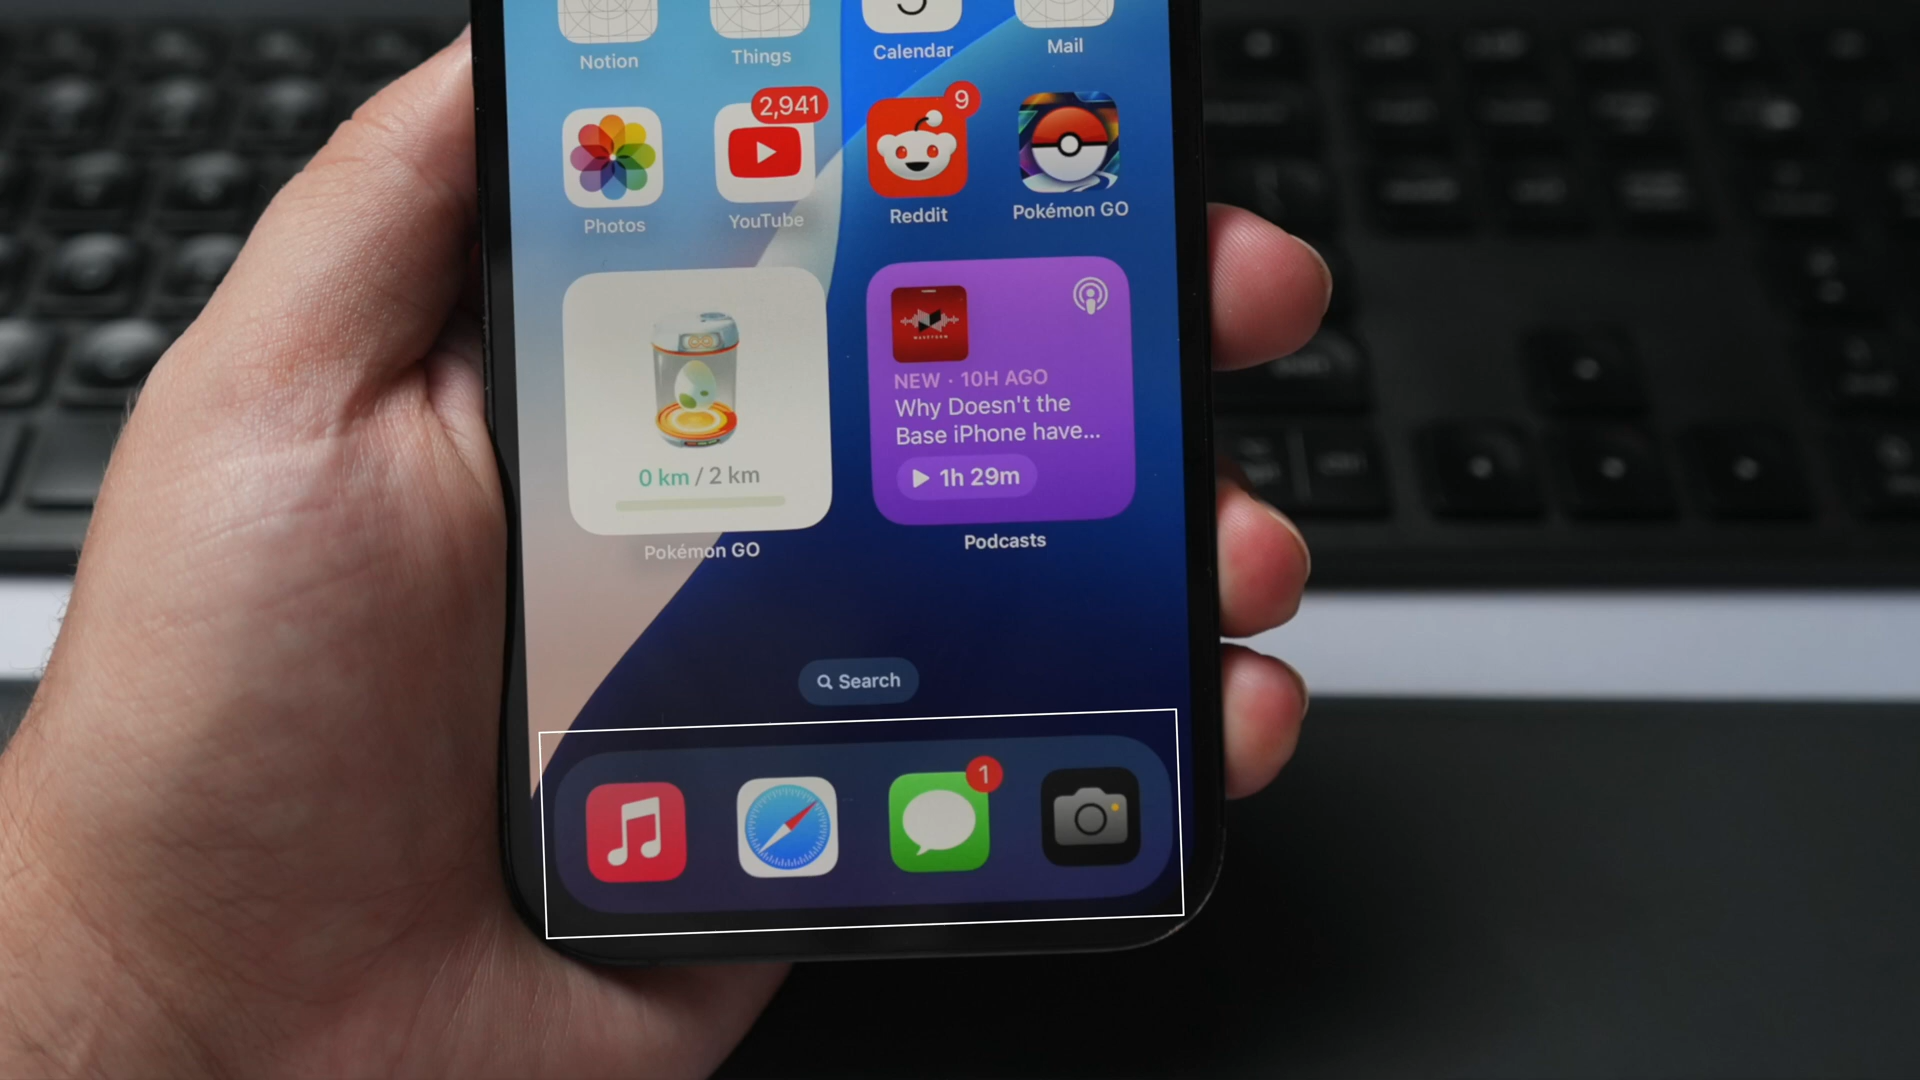 Notion
Things
Calendar
Mail
2,941
9
Photos
YouTube
Reddit
Pokémon GO
0 km / 2 km
Pokémon GO
NEW · 10H AGO
Why Doesn't the
Base iPhone have...
1h 29m
Podcasts
Search
1